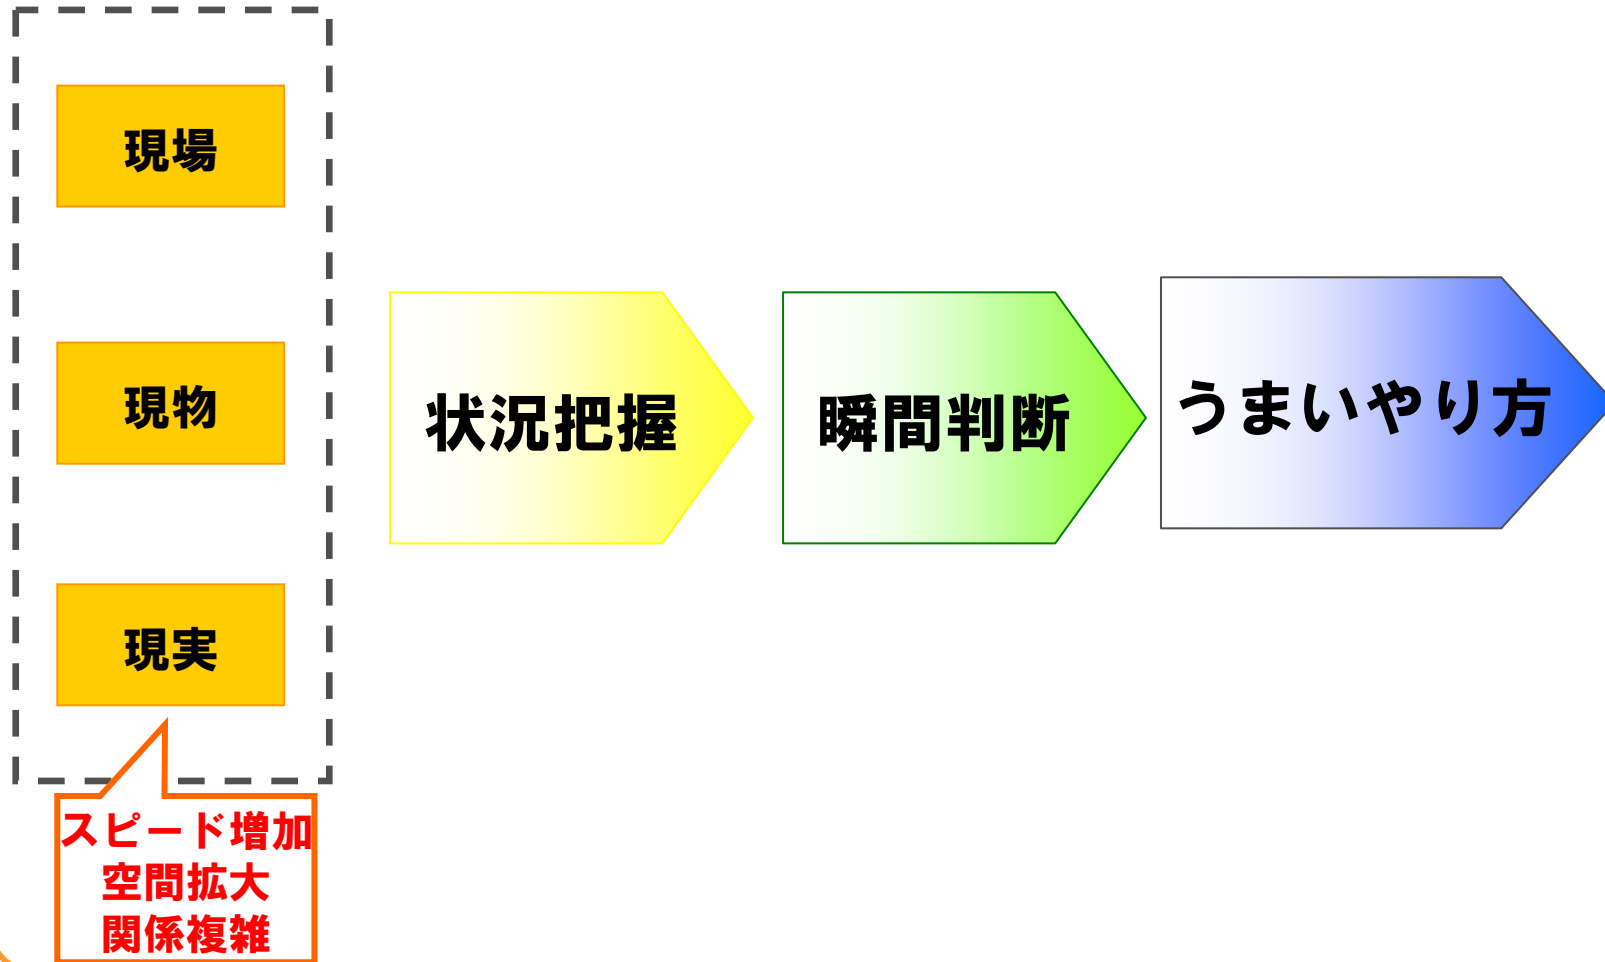 現場
現物
現実
スピード増加
空間拡大
関係複雑
状況把握
瞬間判断
うまいやり方